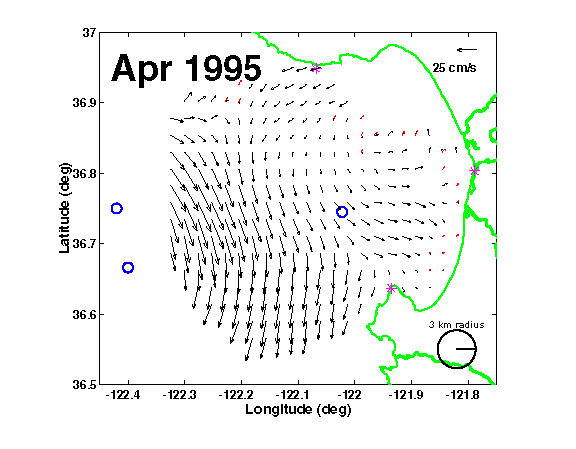 37
Apr 1995
25 cm/s
36.9
36.8
Latitude (deg)
36.7
36.6
3 km radius
36.5
-122.4 -122.3 -122.2 -122.1 -122 -121.9 -121.8
Longitude (deg)